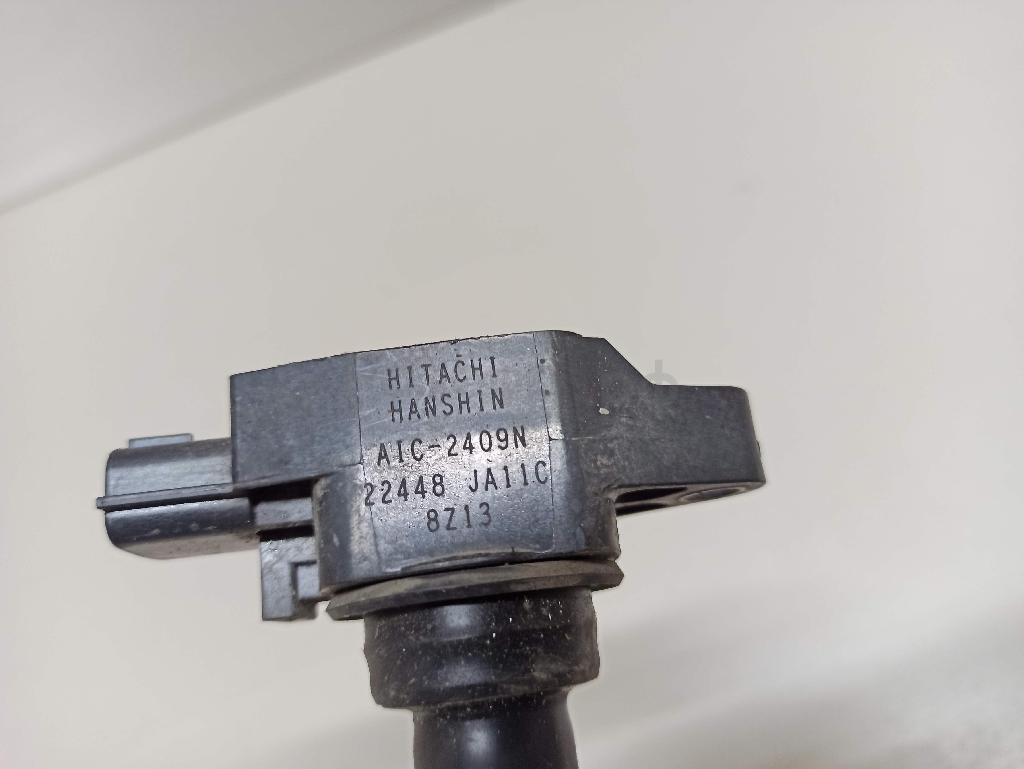 HITACHI
HANSHIN
AIC-2409N
22448 JA11C
8Z13